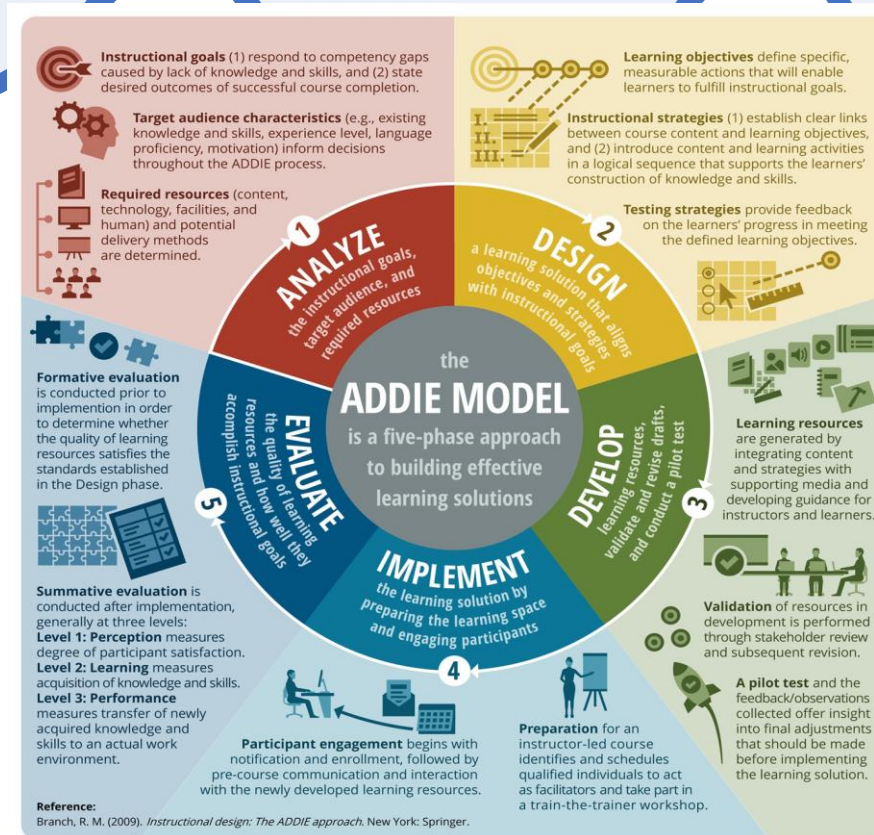 Instructional goals (1) respond to competency gaps
caused by lack of knowledge and skills, and (2) state
desired outcomes of successful course completion.
Target audience characteristics (e.g., existing
knowledge and skills, experience level, language
proficiency, motivation) inform decisions
throughout the ADDIE process.
Required resources (content,
technology, facilities, and
human) and potential
delivery methods
are determined.
Learning objectives define specific,
measurable actions that will enable
learners to fulfill instructional goals.
I.
II.
III.
Instructional strategies (1) establish clear links
between course content and learning objectives,
and (2) introduce content and learning activities
in a logical sequence that supports the learners'
construction of knowledge and skills.
Testing strategies provide feedback
on the learners' progress in meeting
the defined learning objectives.
1
ANALYZE
the instructional goals,
target audience, and
required resources
2
DESIGN
a learning solution that aligns
objectives and strategies
with instructional goals
the
ADDIE MODEL
is a five-phase approach
to building effective
learning solutions
3
DEVELOP
learning resources,
validate and revise drafts,
and conduct a pilot test
Learning resources
are generated by
integrating content
and strategies with
supporting media and
developing guidance for
instructors and learners.
Validation of resources in
development is performed
through stakeholder review
and subsequent revision.
A pilot test and the
feedback/observations
collected offer insight
into final adjustments
that should be made
before implementing
the learning solution.
4
IMPLEMENT
the learning solution by
preparing the learning space
and engaging participants
Participant engagement begins with
notification and enrollment, followed by
pre-course communication and interaction
with the newly developed learning resources.
Preparation for an
instructor-led course
identifies and schedules
qualified individuals to act
as facilitators and take part in
a train-the-trainer workshop.
5
EVALUATE
the quality of learning
resources and how well they
accomplish instructional goals
Formative evaluation
is conducted prior to
implemention in order
to determine whether
the quality of learning
resources satisfies the
standards established
in the Design phase.
Summative evaluation is
conducted after implementation,
generally at three levels:
Level 1: Perception measures
degree of participant satisfaction.
Level 2: Learning measures
acquisition of knowledge and skills.
Level 3: Performance
measures transfer of newly
acquired knowledge and
skills to an actual work
environment.
Reference:
Branch, R. M. (2009). Instructional design: The ADDIE approach. New York: Springer.